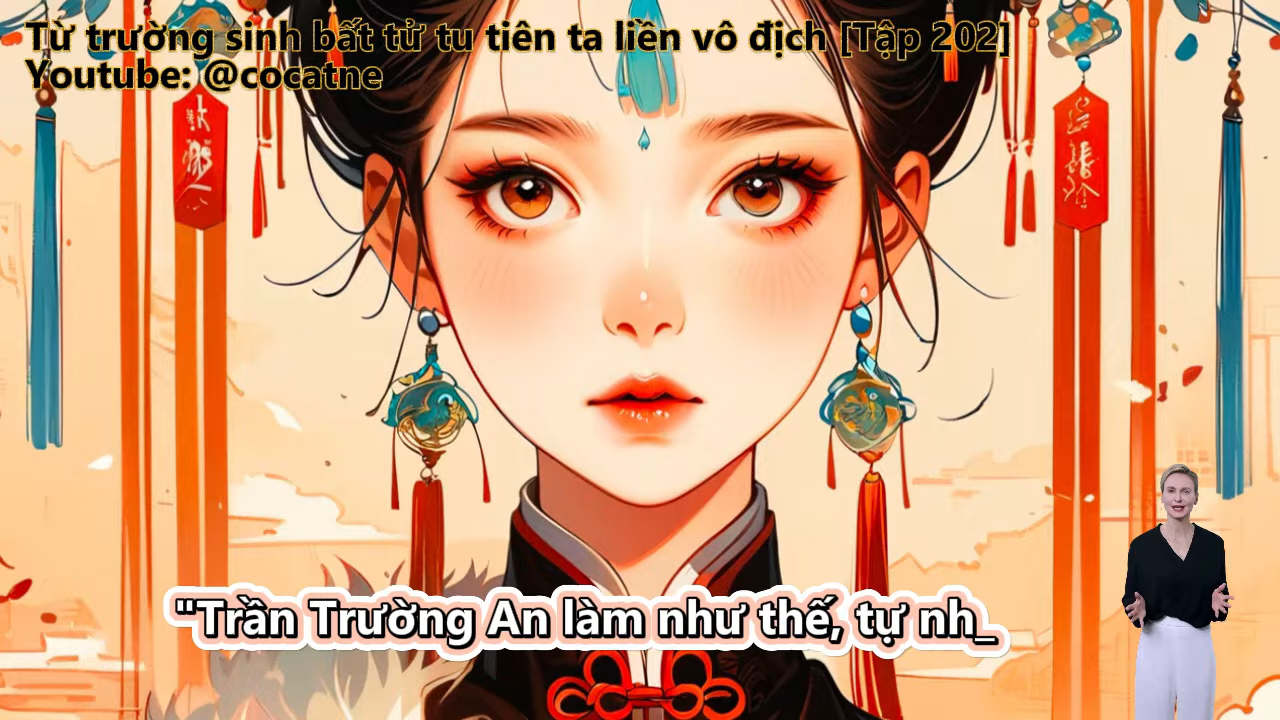 Từ trường sinh bất tử tu tiên ta liền vô địch [Tập 202]
Youtube: @cocatne
"Trần Trường An làm như thế, tự nh_